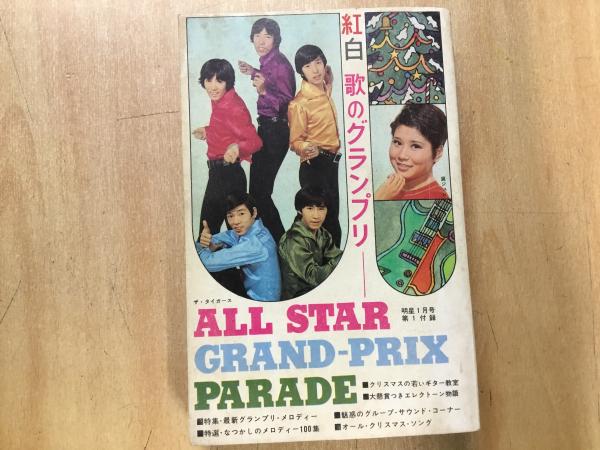 紅白 歌のグランプリ
ザ・タイガース
明星1月号
第1付録
ALL STAR
GRAND-PRIX
PARADE
■クリスマスの若いギター教室
■大懸賞つきエレクトーン物語
■特集・最新グランプリ・メロディー
■魅惑のグループ・サウンド・コーナー
■特選・なつかしのメロディー100集
■オール・クリスマス・ソング